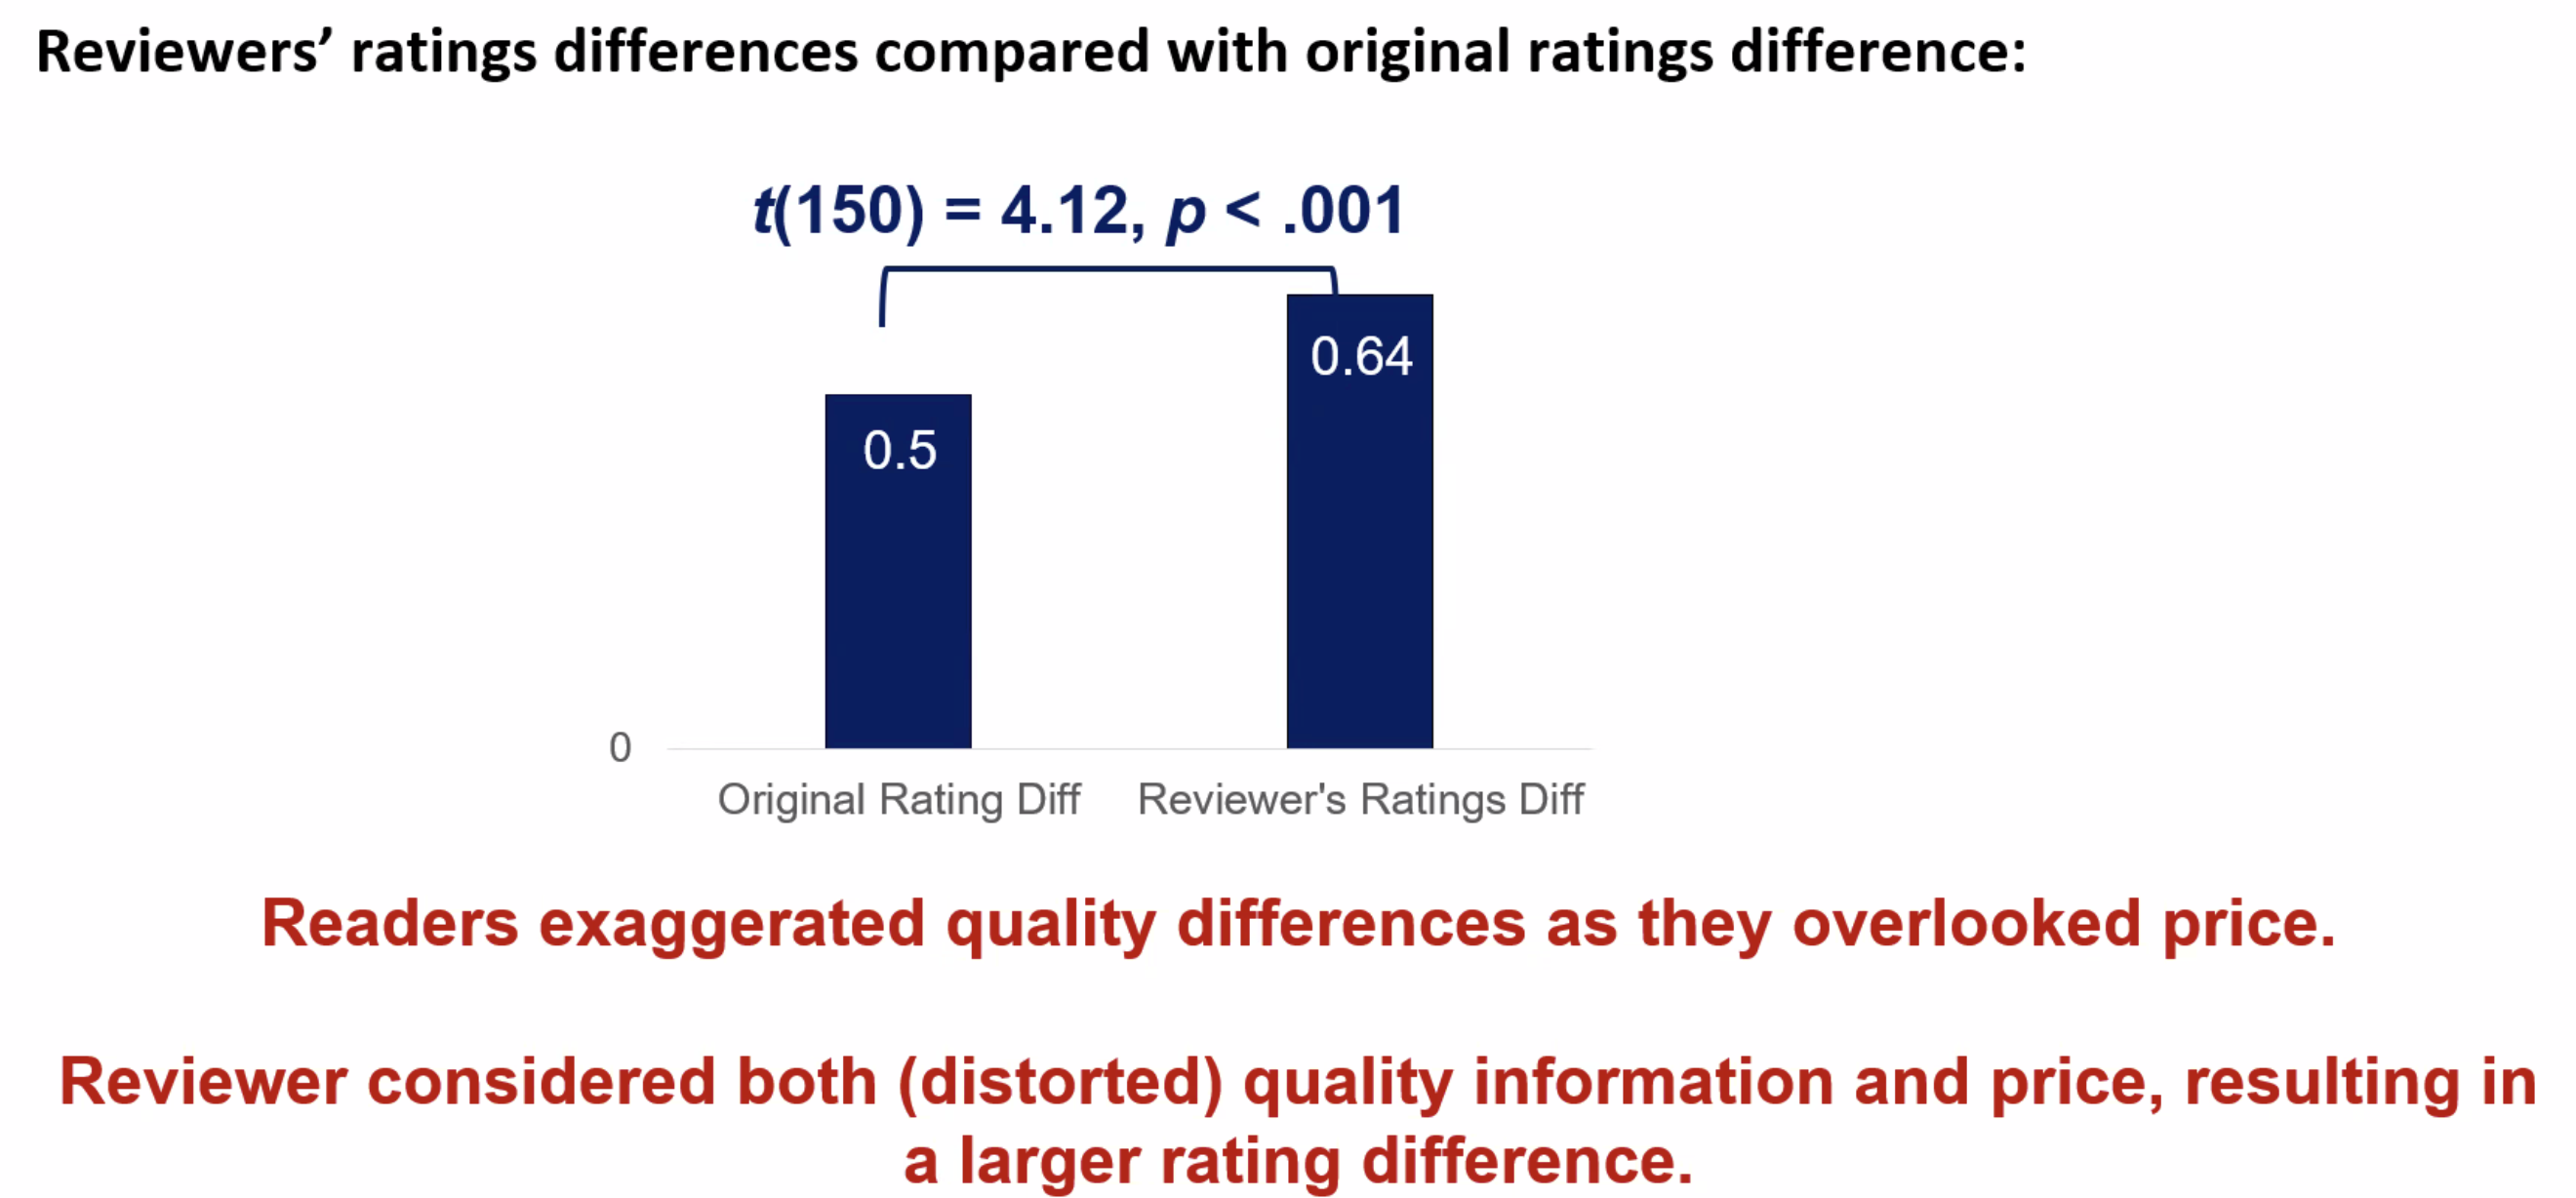 Reviewers’ ratings differences compared with original ratings difference:
t(150) = 4.12, p < .001
0.64
0.5
0
Original Rating Diff
Reviewer's Ratings Diff
Readers exaggerated quality differences as they overlooked price.
Reviewer considered both (distorted) quality information and price, resulting in
a larger rating difference.